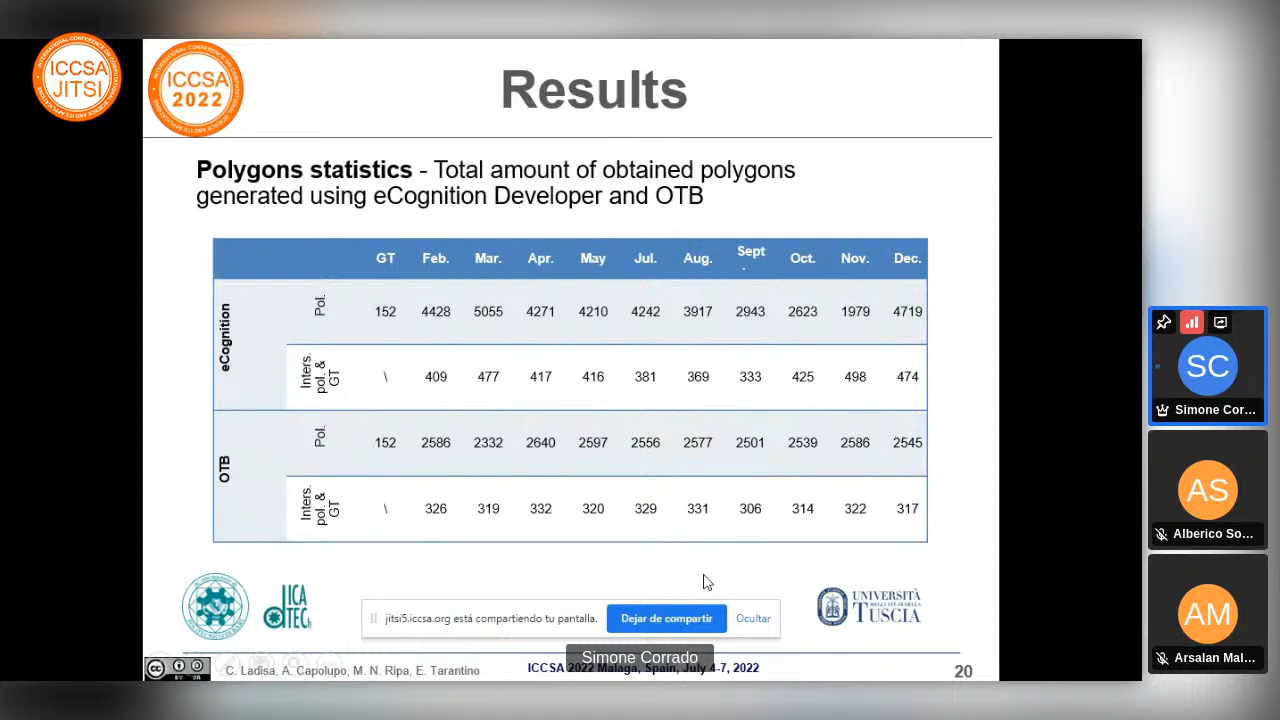 ICCSA
JITSI
ICCSA
2022
Results
Polygons statistics - Total amount of obtained polygons
generated using eCognition Developer and OTB
GT Feb. Mar. Apr. May Jul. Aug. Sept. Oct. Nov. Dec.
eCognition
Pol. 152 4428 5055 4271 4210 4242 3917 2943 2623 1979 4719
Inters. pol. & GT \ 409 477 417 416 381 369 333 425 498 474
OTB
Pol. 152 2586 2332 2640 2597 2556 2577 2501 2539 2586 2545
Inters. pol. & GT \ 326 319 332 320 329 331 306 314 322 317
jitsi5.iccsa.org está compartiendo tu pantalla. Dejar de compartir Ocultar
UNIVERSITÀ
TUSCIA
Simone Corrado
C. Ladisa, A. Capolupo, M. N. Ripa, E. Tarantino
ICCSA 2022 Malaga, Spain, July 4-7, 2022
20
SC
Simone Cor...
AS
Alberico So...
AM
Arsalan Mal...